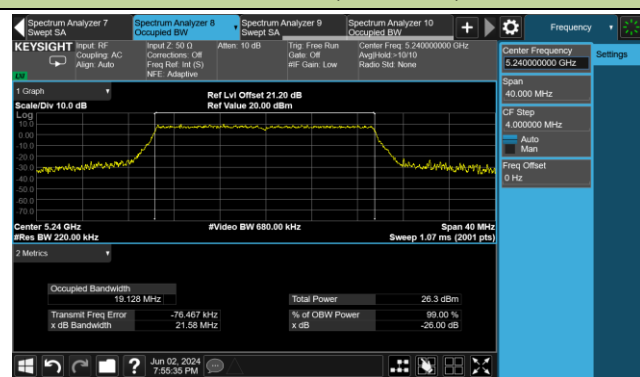 Spectrum Analyzer 7
Swept SA
Spectrum Analyzer 8
Occupied BW
Spectrum Analyzer 9
Swept SA
Spectrum Analyzer 10
Occupied BW
Frequency
KEYSIGHT
Input: RF
Coupling: AC
Align: Auto
Input Z: 50 Ω
Corrections: Off
Freq Ref: Int (S)
NFE: Adaptive
Atten: 10 dB
Trig: Free Run
Gate: Off
#IF Gain: Low
Center Freq: 5.240000000 GHz
Avg|Hold:>10/10
Radio Std: None
LW
Center Frequency
5.240000000 GHz
Settings
Span
40.000 MHz
CF Step
4.000000 MHz
Auto
Man
Freq Offset
0 Hz
1 Graph
Scale/Div 10.0 dB
Ref Lvl Offset 21.20 dB
Ref Value 20.00 dBm
Log
10.0
0.00
-10.0
-20.0
-30.0
-40.0
-50.0
-60.0
-70.0
Center 5.24 GHz
#Res BW 220.00 kHz
#Video BW 680.00 kHz
Span 40 MHz
Sweep 1.07 ms (2001 pts)
2 Metrics
Occupied Bandwidth
19.128 MHz
Total Power 26.3 dBm
Transmit Freq Error -76.467 kHz
% of OBW Power 99.00 %
x dB Bandwidth 21.58 MHz
x dB -26.00 dB
Jun 02, 2024
7:55:35 PM